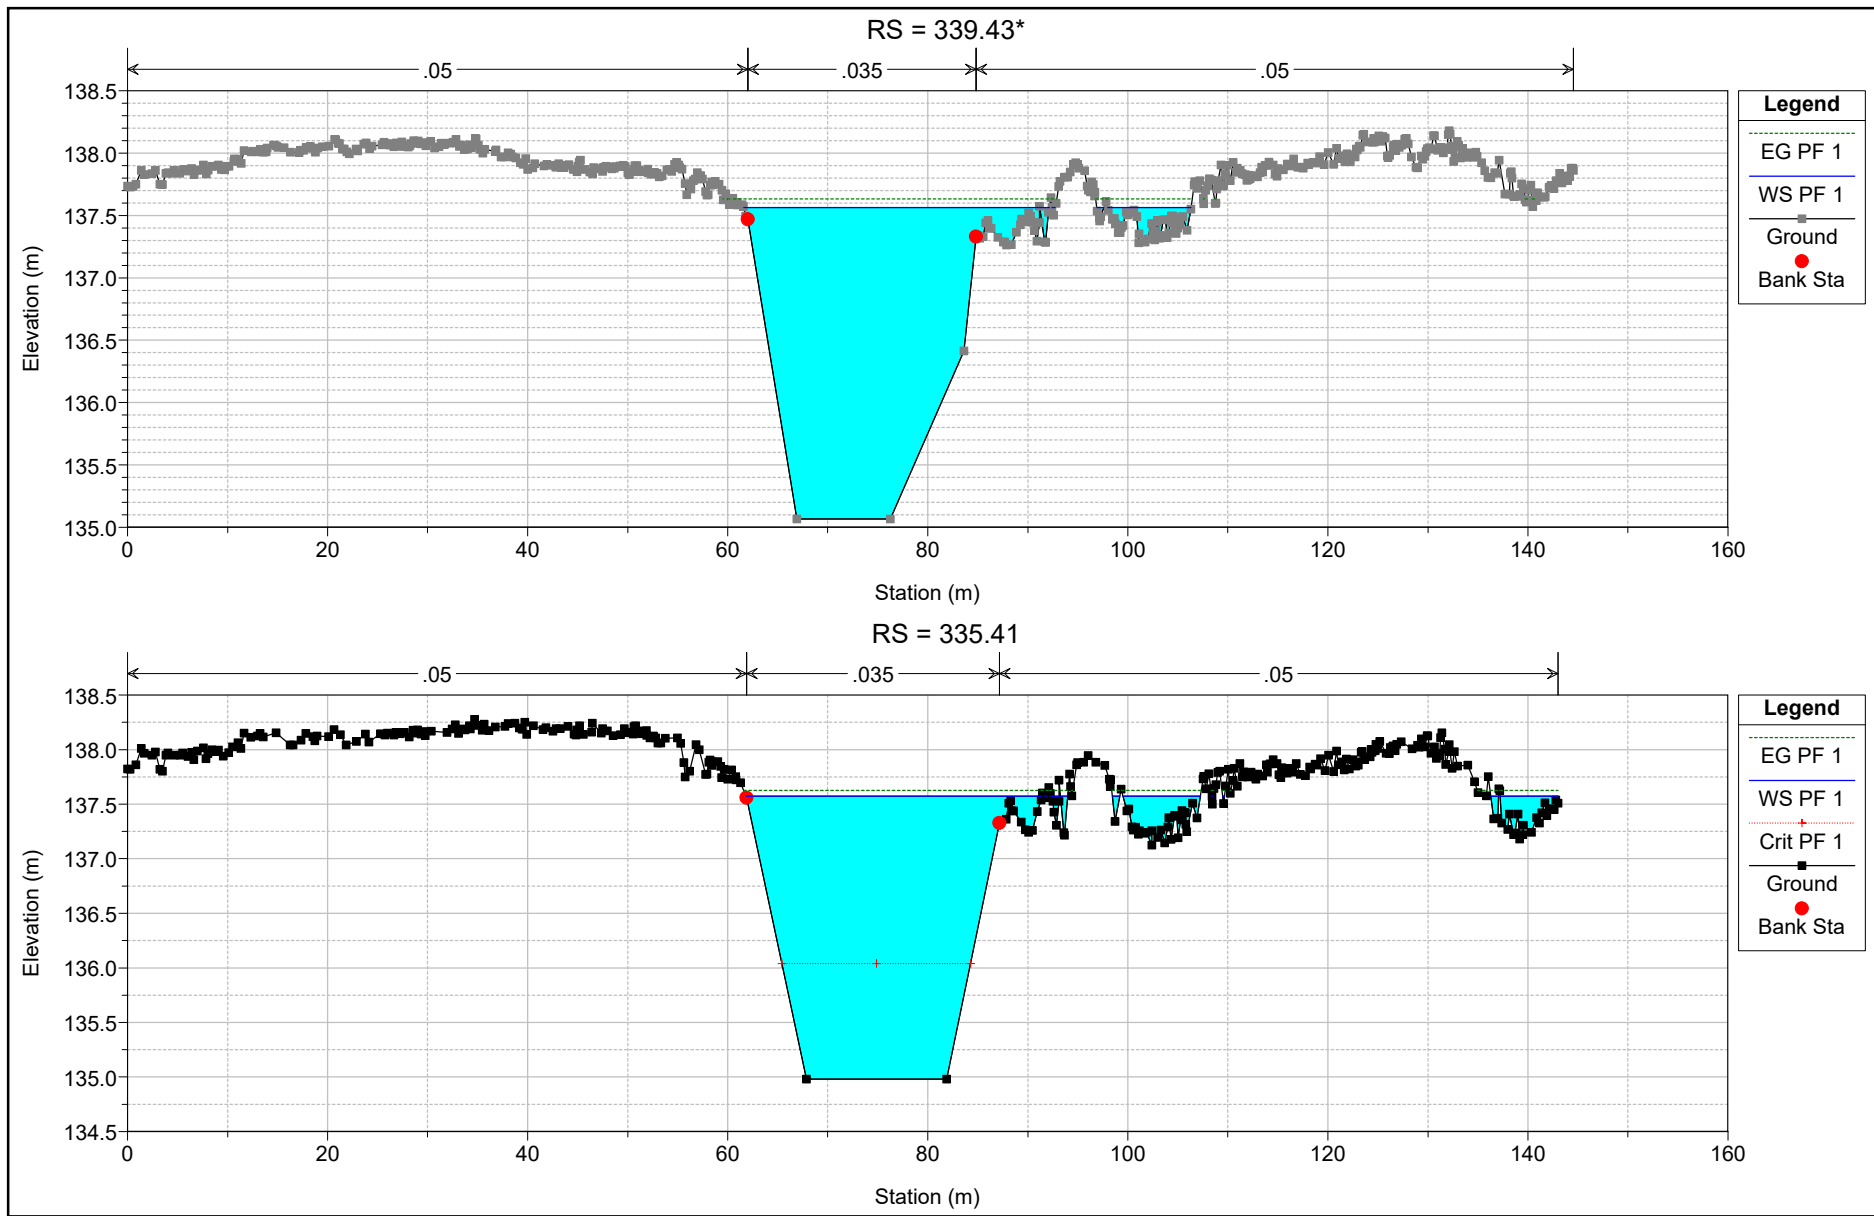 RS = 339.43*
.05 .035 .05
138.5
138.0
137.5
137.0
136.5
136.0
135.5
135.0
Elevation (m)
0 20 40 60 80 100 120 140 160
Station (m)
Legend
EG PF 1
WS PF 1
Ground
Bank Sta
RS = 335.41
.05 .035 .05
138.5
138.0
137.5
137.0
136.5
136.0
135.5
135.0
134.5
Elevation (m)
0 20 40 60 80 100 120 140 160
Station (m)
Legend
EG PF 1
WS PF 1
Crit PF 1
Ground
Bank Sta